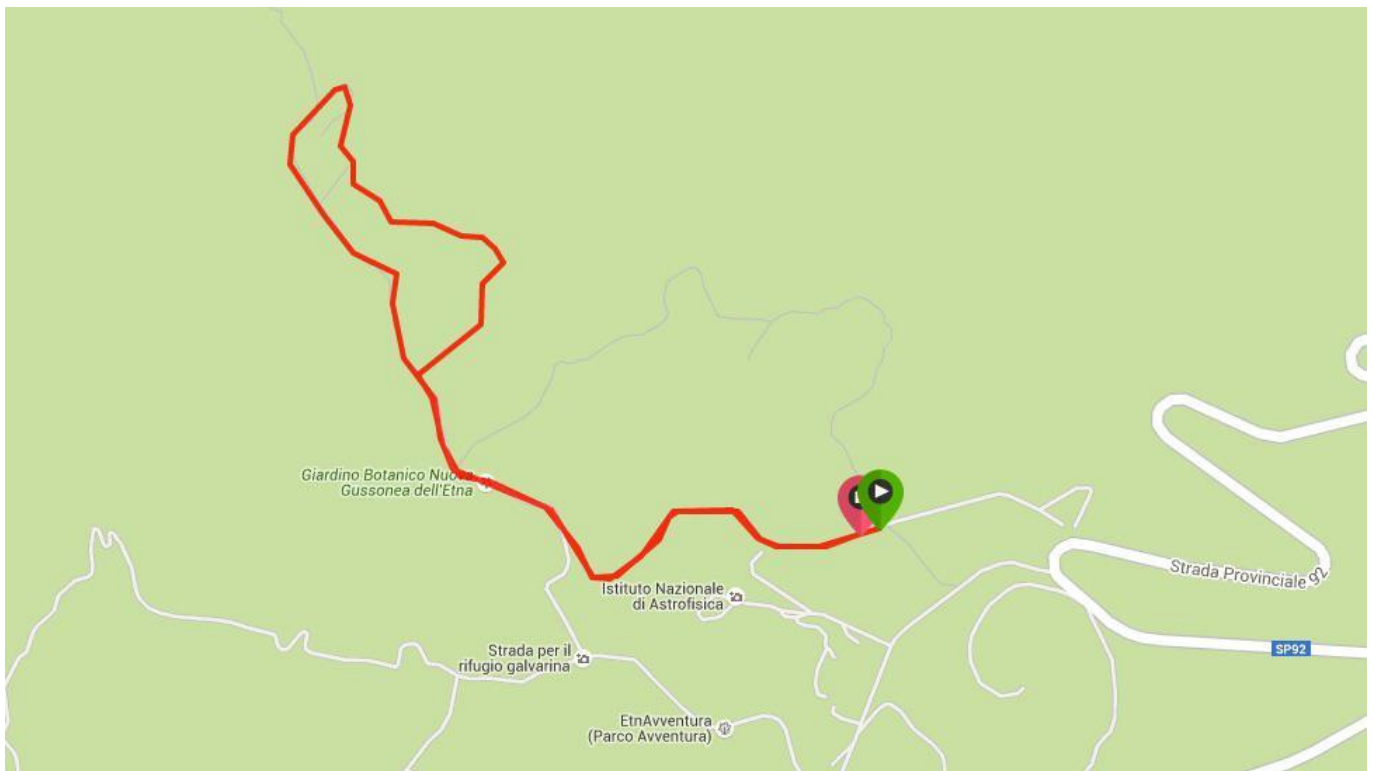 Giardino Botanico Nuova
Gussonea dell'Etna
Istituto Nazionale
di Astrofisica
Strada Provinciale 92
Strada per il
rifugio galvarina
SP92
EtnAvventura
(Parco Avventura)